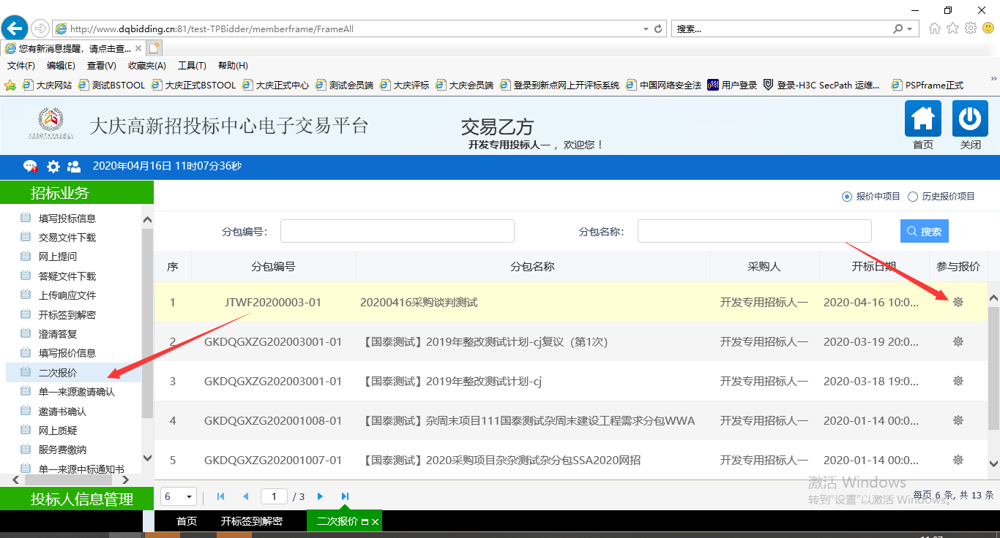 http://www.dqbidding.cn:81/test-TPBidder/memberframe/FrameAll
搜索...
您有新消息提醒，请点击查...
文件(F) 编辑(E) 查看(V) 收藏夹(A) 工具(T) 帮助(H)
大庆网站 测试BSTOOL 大庆正式BSTOOL 大庆正式中心 测试会员端 大庆评标 大庆会员端 登录到新点网上开评标系统 中国网络安全法 用户登录 登录-H3C SecPath 运维... PSPframe正式
大庆高新招投标中心电子交易平台
交易乙方
开发专用投标人一 ，欢迎您！
首页 关闭
2020年04月16日 11时07分36秒
招标业务
填写投标信息
交易文件下载
网上提问
答疑文件下载
上传响应文件
开标签到解密
澄清答复
填写报价信息
二次报价
单一来源邀请确认
邀请书确认
网上质疑
服务费缴纳
单一来源中标通知书
投标人信息管理
报价中项目 历史报价项目
分包编号： 分包名称： 搜索
序 分包编号 分包名称 采购人 开标日期 参与报价
1 JTWF20200003-01 20200416采购谈判测试 开发专用招标人一 2020-04-16 10:0...
2 GKDQGXZG202003001-01 【国泰测试】2019年整改测试计划-cj复议（第1次） 开发专用招标人一 2020-03-19 20:0...
3 GKDQGXZG202003001-01 【国泰测试】2019年整改测试计划-cj 开发专用招标人一 2020-03-18 19:0...
4 GKDQGXZG202001008-01 【国泰测试】杂周末项目111国泰测试杂周末建设工程需求分包WWA 开发专用招标人一 2020-01-14 00:0...
5 GKDQGXZG202001007-01 【国泰测试】2020采购项目杂杂测试杂分包SSA2020网招 开发专用招标人一 2020-01-14 00:0...
6 1 / 3 每页 6 条, 共 13 条
激活 Windows
转到"设置"以激活 Windows。
首页 开标签到解密 二次报价